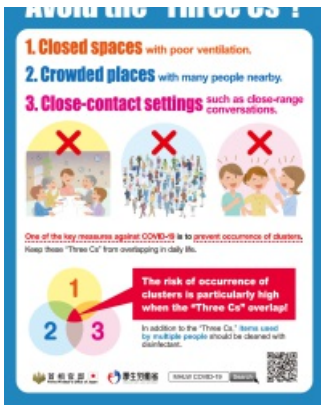 Avoid the "Three Cs"!
1. Closed spaces with poor ventilation.
2. Crowded places with many people nearby.
3. Close-contact settings such as close-range
conversations.
One of the key measures against COVID-19 is to prevent occurrence of clusters.
Keep these "Three Cs" from overlapping in daily life.
1
2
3
The risk of occurrence of
clusters is particularly high
when the "Three Cs" overlap!
In addition to the "Three Cs," items used
by multiple people should be cleaned with
disinfectant.
首相官邸
Prime Minister's Office of Japan
厚生労働省
MHLW COVID-19
Search